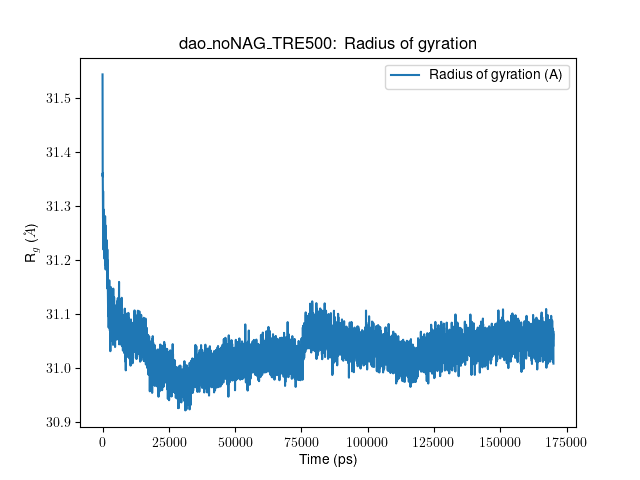 dao_noNAG_TRE500: Radius of gyration
Radius of gyration (A)
31.5
31.4
31.3
31.2
31.1
31.0
30.9
R_g (Å)
0 25000 50000 75000 100000 125000 150000 175000
Time (ps)